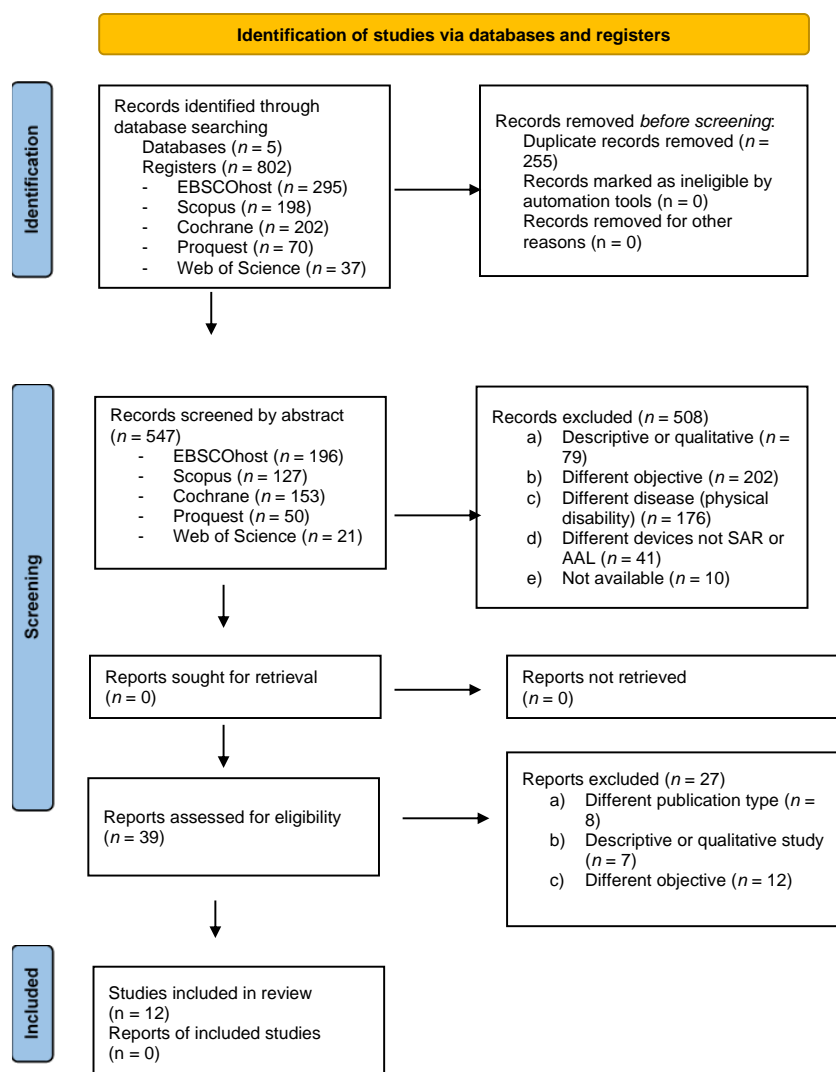 Identification of studies via databases and registers
Identification
Records identified through
database searching
Databases (n = 5)
Registers (n = 802)
- EBSCOhost (n = 295)
- Scopus (n = 198)
- Cochrane (n = 202)
- Proquest (n = 70)
- Web of Science (n = 37)
Records removed before screening:
Duplicate records removed (n =
255)
Records marked as ineligible by
automation tools (n = 0)
Records removed for other
reasons (n = 0)
Screening
Records screened by abstract
(n = 547)
- EBSCOhost (n = 196)
- Scopus (n = 127)
- Cochrane (n = 153)
- Proquest (n = 50)
- Web of Science (n = 21)
Records excluded (n = 508)
a) Descriptive or qualitative (n =
79)
b) Different objective (n = 202)
c) Different disease (physical
disability) (n = 176)
d) Different devices not SAR or
AAL (n = 41)
e) Not available (n = 10)
Reports sought for retrieval
(n = 0)
Reports not retrieved
(n = 0)
Reports assessed for eligibility
(n = 39)
Reports excluded (n = 27)
a) Different publication type (n =
8)
b) Descriptive or qualitative study
(n = 7)
c) Different objective (n = 12)
Included
Studies included in review
(n = 12)
Reports of included studies
(n = 0)